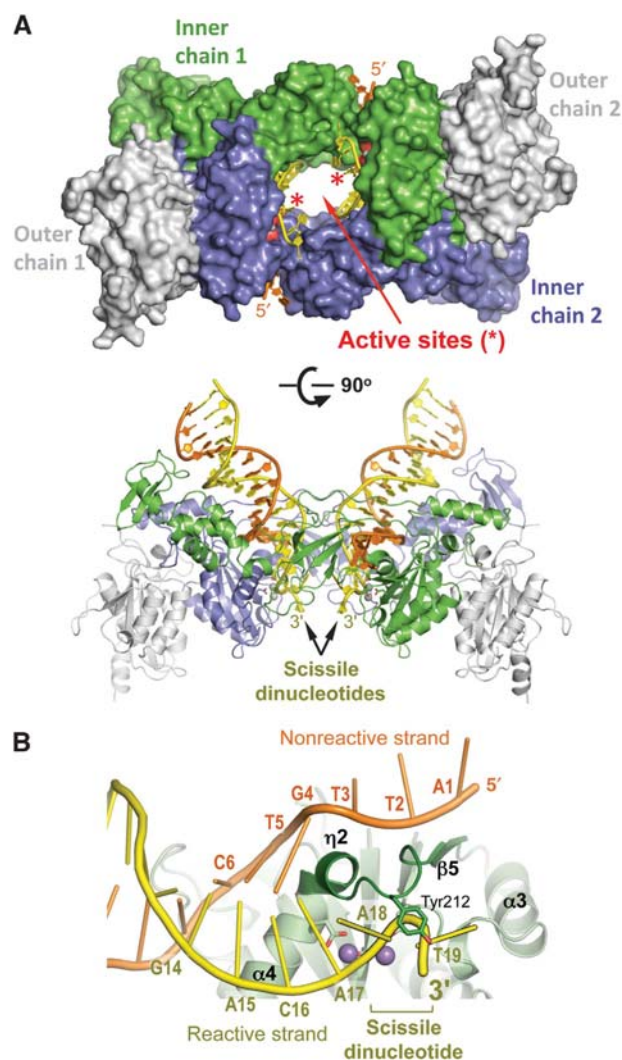 A
Inner
chain 1
5′
Outer
chain 2
*
*
Outer
chain 1
5′
Inner
chain 2
Active sites (*)
90°
3′
3′
Scissile
dinucleotides
B
Nonreactive strand
5′
G4
T3
A1
T5
T2
η2
β5
C6
Tyr212
A18
α3
G14
T19
α4
A15
C16
A17
3'
Reactive strand
Scissile
dinucleotide